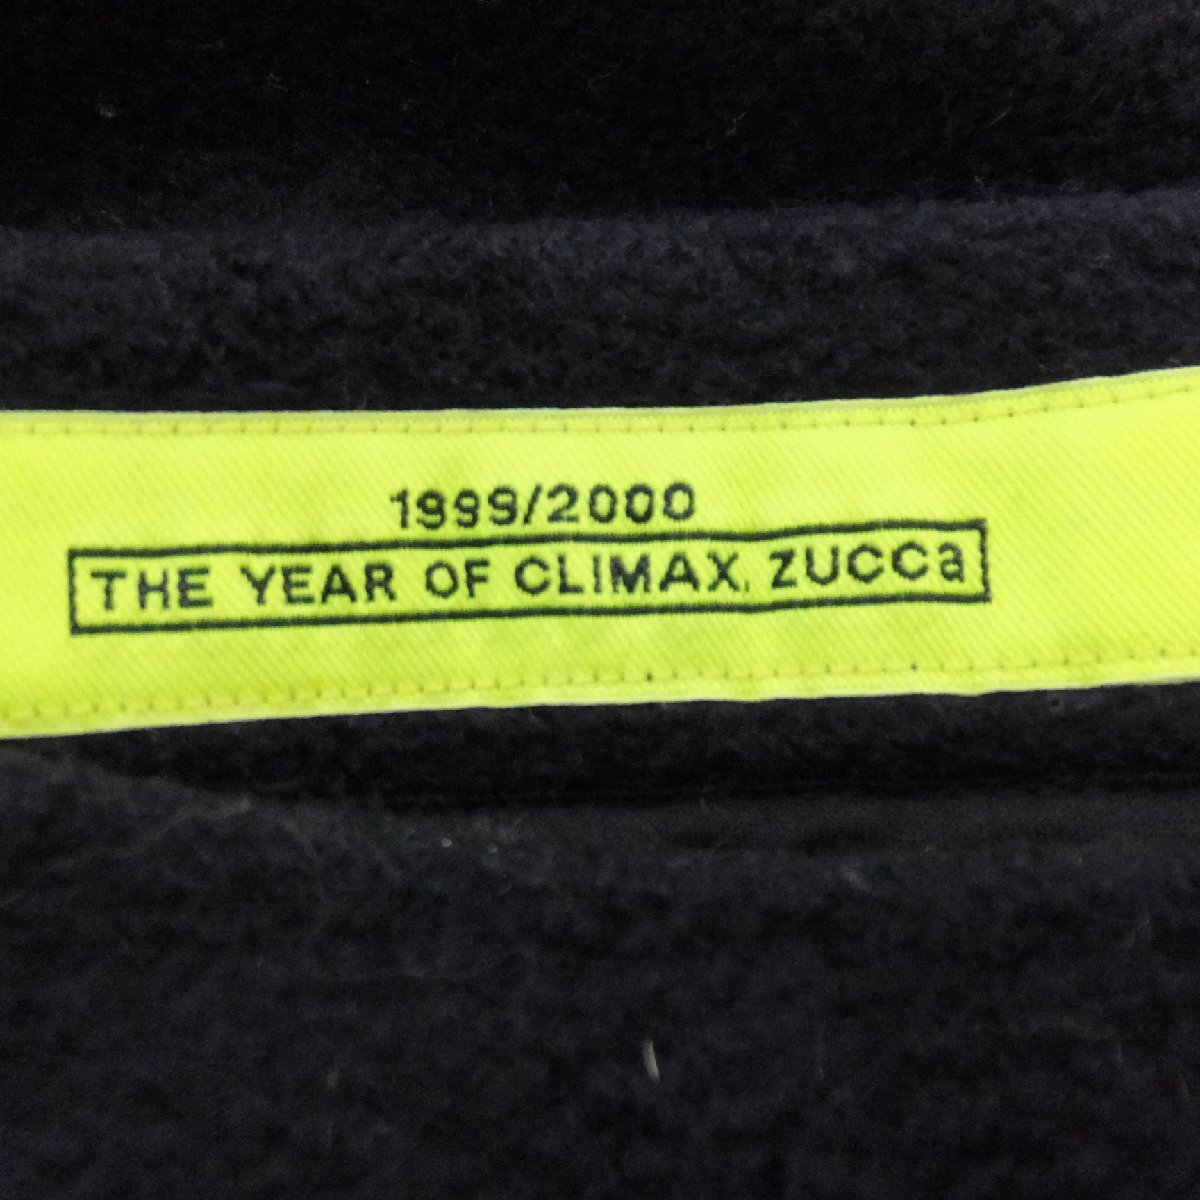 1999/2000
THE YEAR OF CLIMAX, ZUCCa